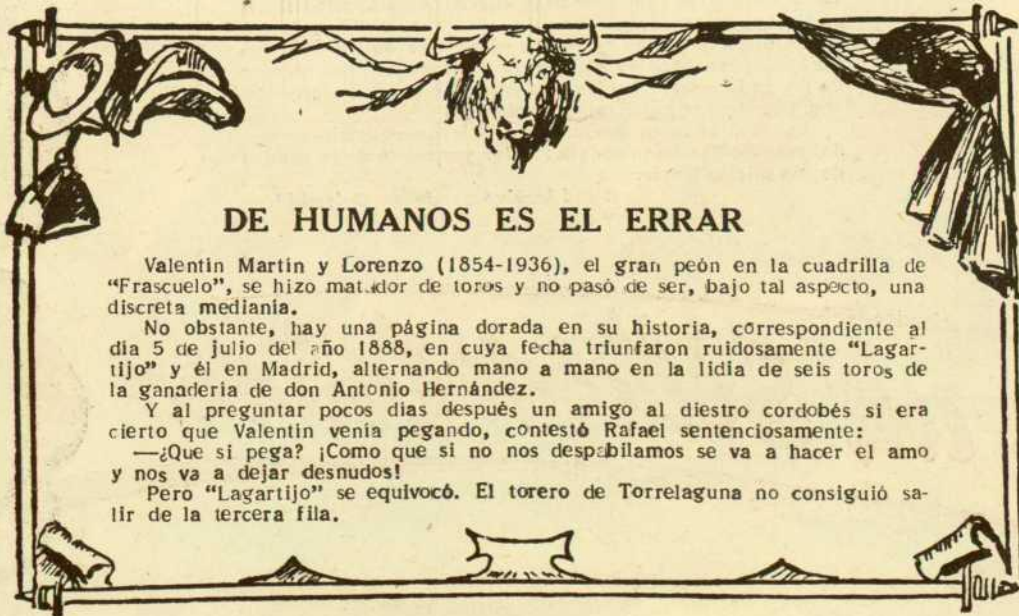 DE HUMANOS ES EL ERRAR
Valentin Martín y Lorenzo (1854-1936), el gran peón en la cuadrilla de
"Frascuelo", se hizo matador de toros y no pasó de ser, bajo tal aspecto, una
discreta medianía.
No obstante, hay una página dorada en su historia, correspondiente al
día 5 de julio del año 1888, en cuya fecha triunfaron ruidosamente "Lagar-
tijo" y él en Madrid, alternando mano a mano en la lidia de seis toros de
la ganadería de don Antonio Hernández.
Y al preguntar pocos días después un amigo al diestro cordobés si era
cierto que Valentín venía pegando, contestó Rafael sentenciosamente:
—¿Que si pega? ¡Como que si no nos despabilamos se va a hacer el amo
y nos va a dejar desnudos!
Pero "Lagartijo" se equivocó. El torero de Torrelaguna no consiguió sa-
lir de la tercera fila.